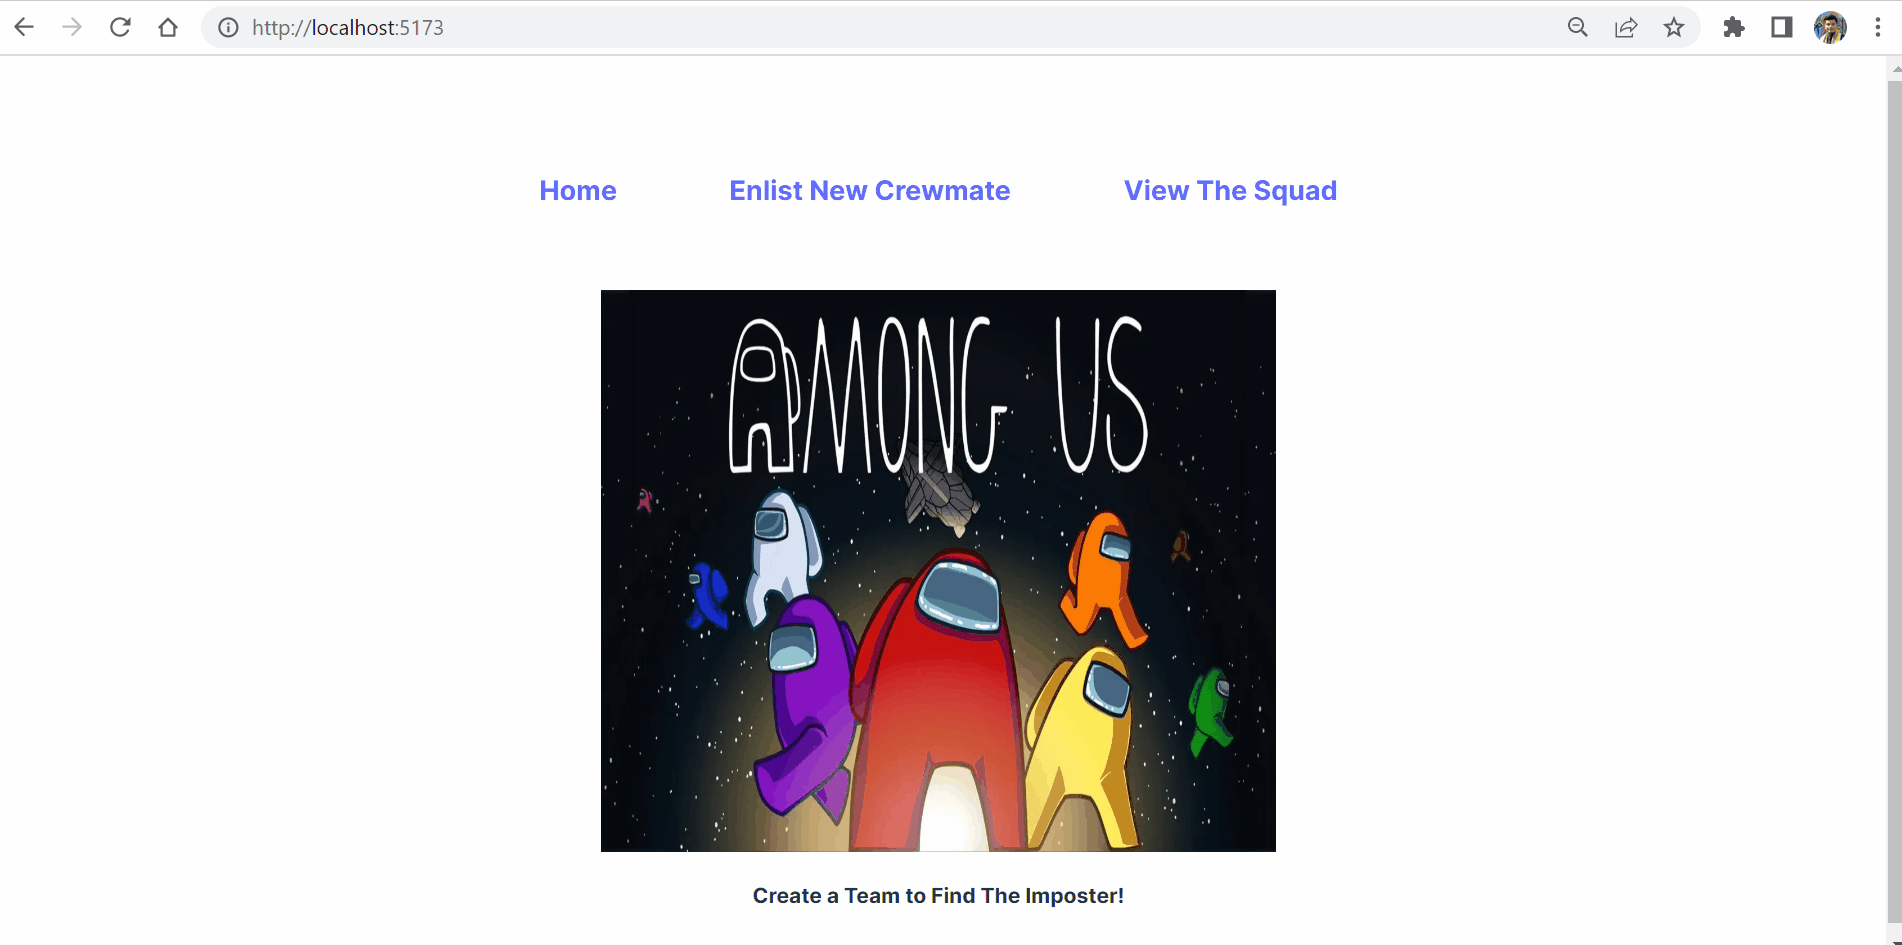 http://localhost:5173
Home Enlist New Crewmate View The Squad
AMONG US
Create a Team to Find The Imposter!